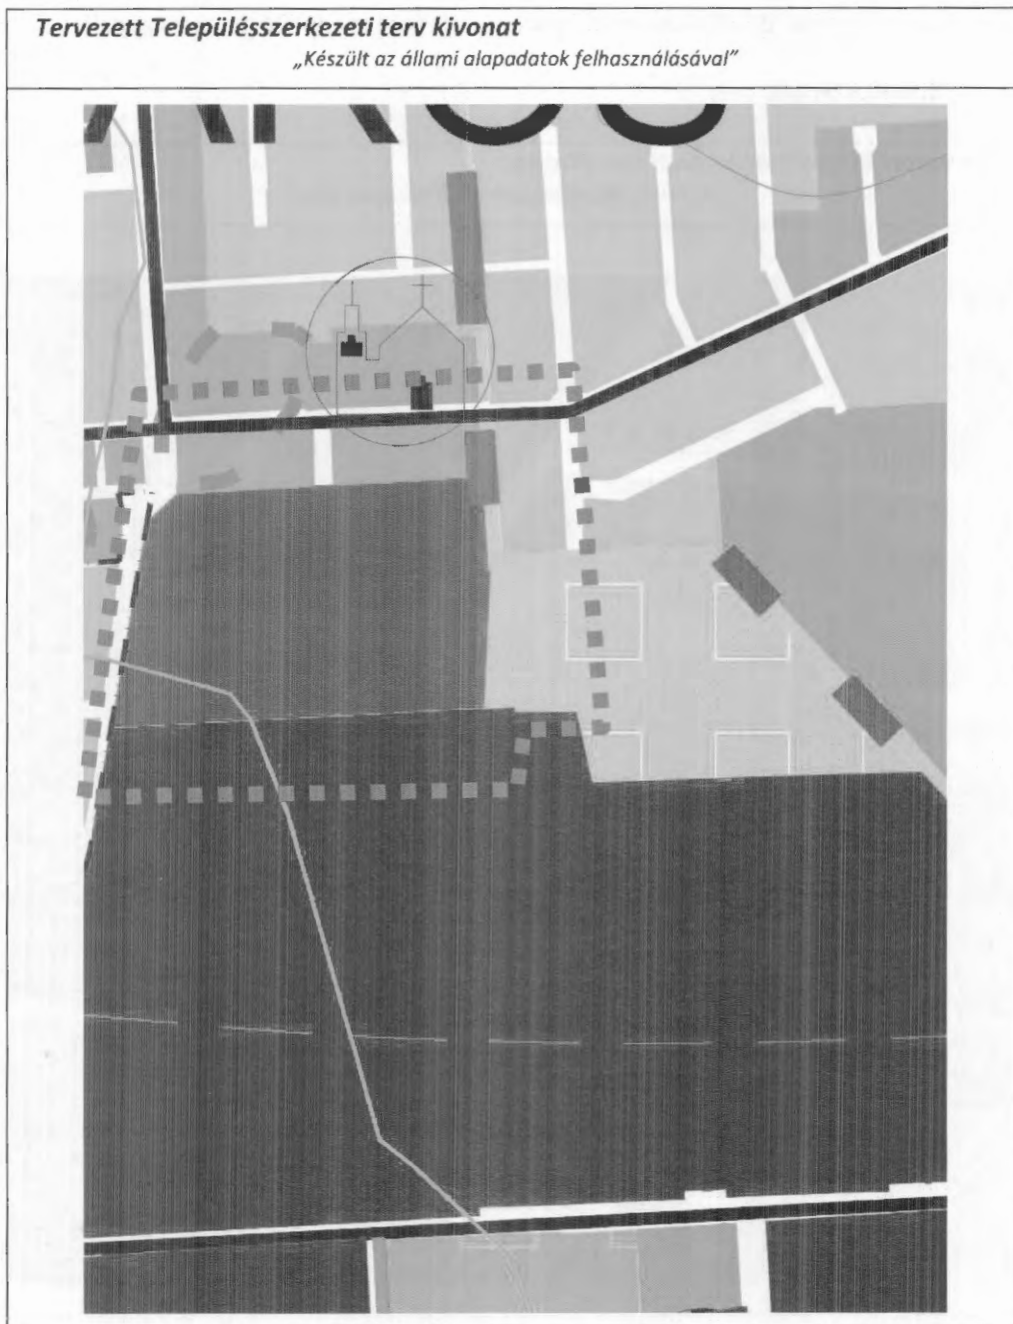 Tervezett Településszerkezeti terv kivonat
„Készült az állami alapadatok felhasználásával”